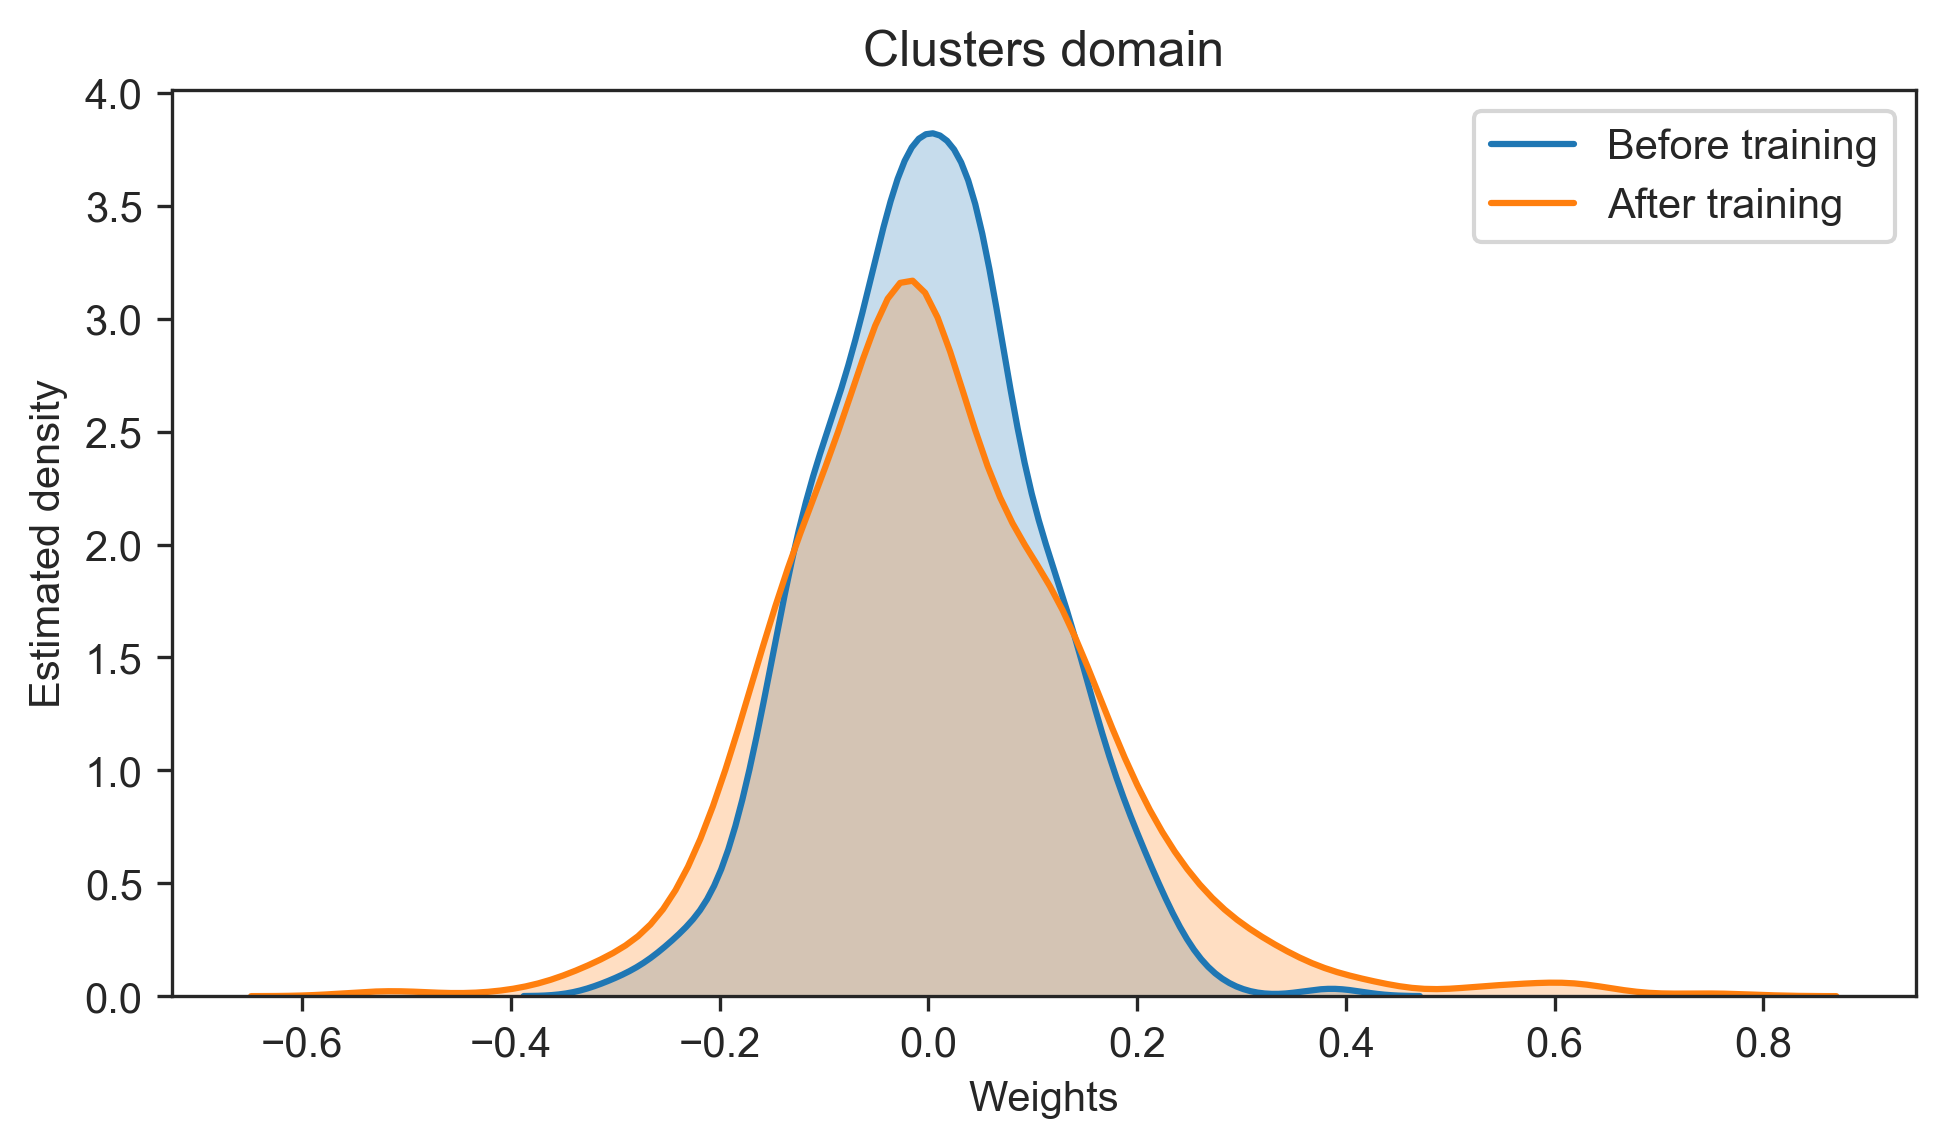 Clusters domain
Before training
After training
Estimated density
4.0
3.5
3.0
2.5
2.0
1.5
1.0
0.5
0.0
−0.6 −0.4 −0.2 0.0 0.2 0.4 0.6 0.8
Weights